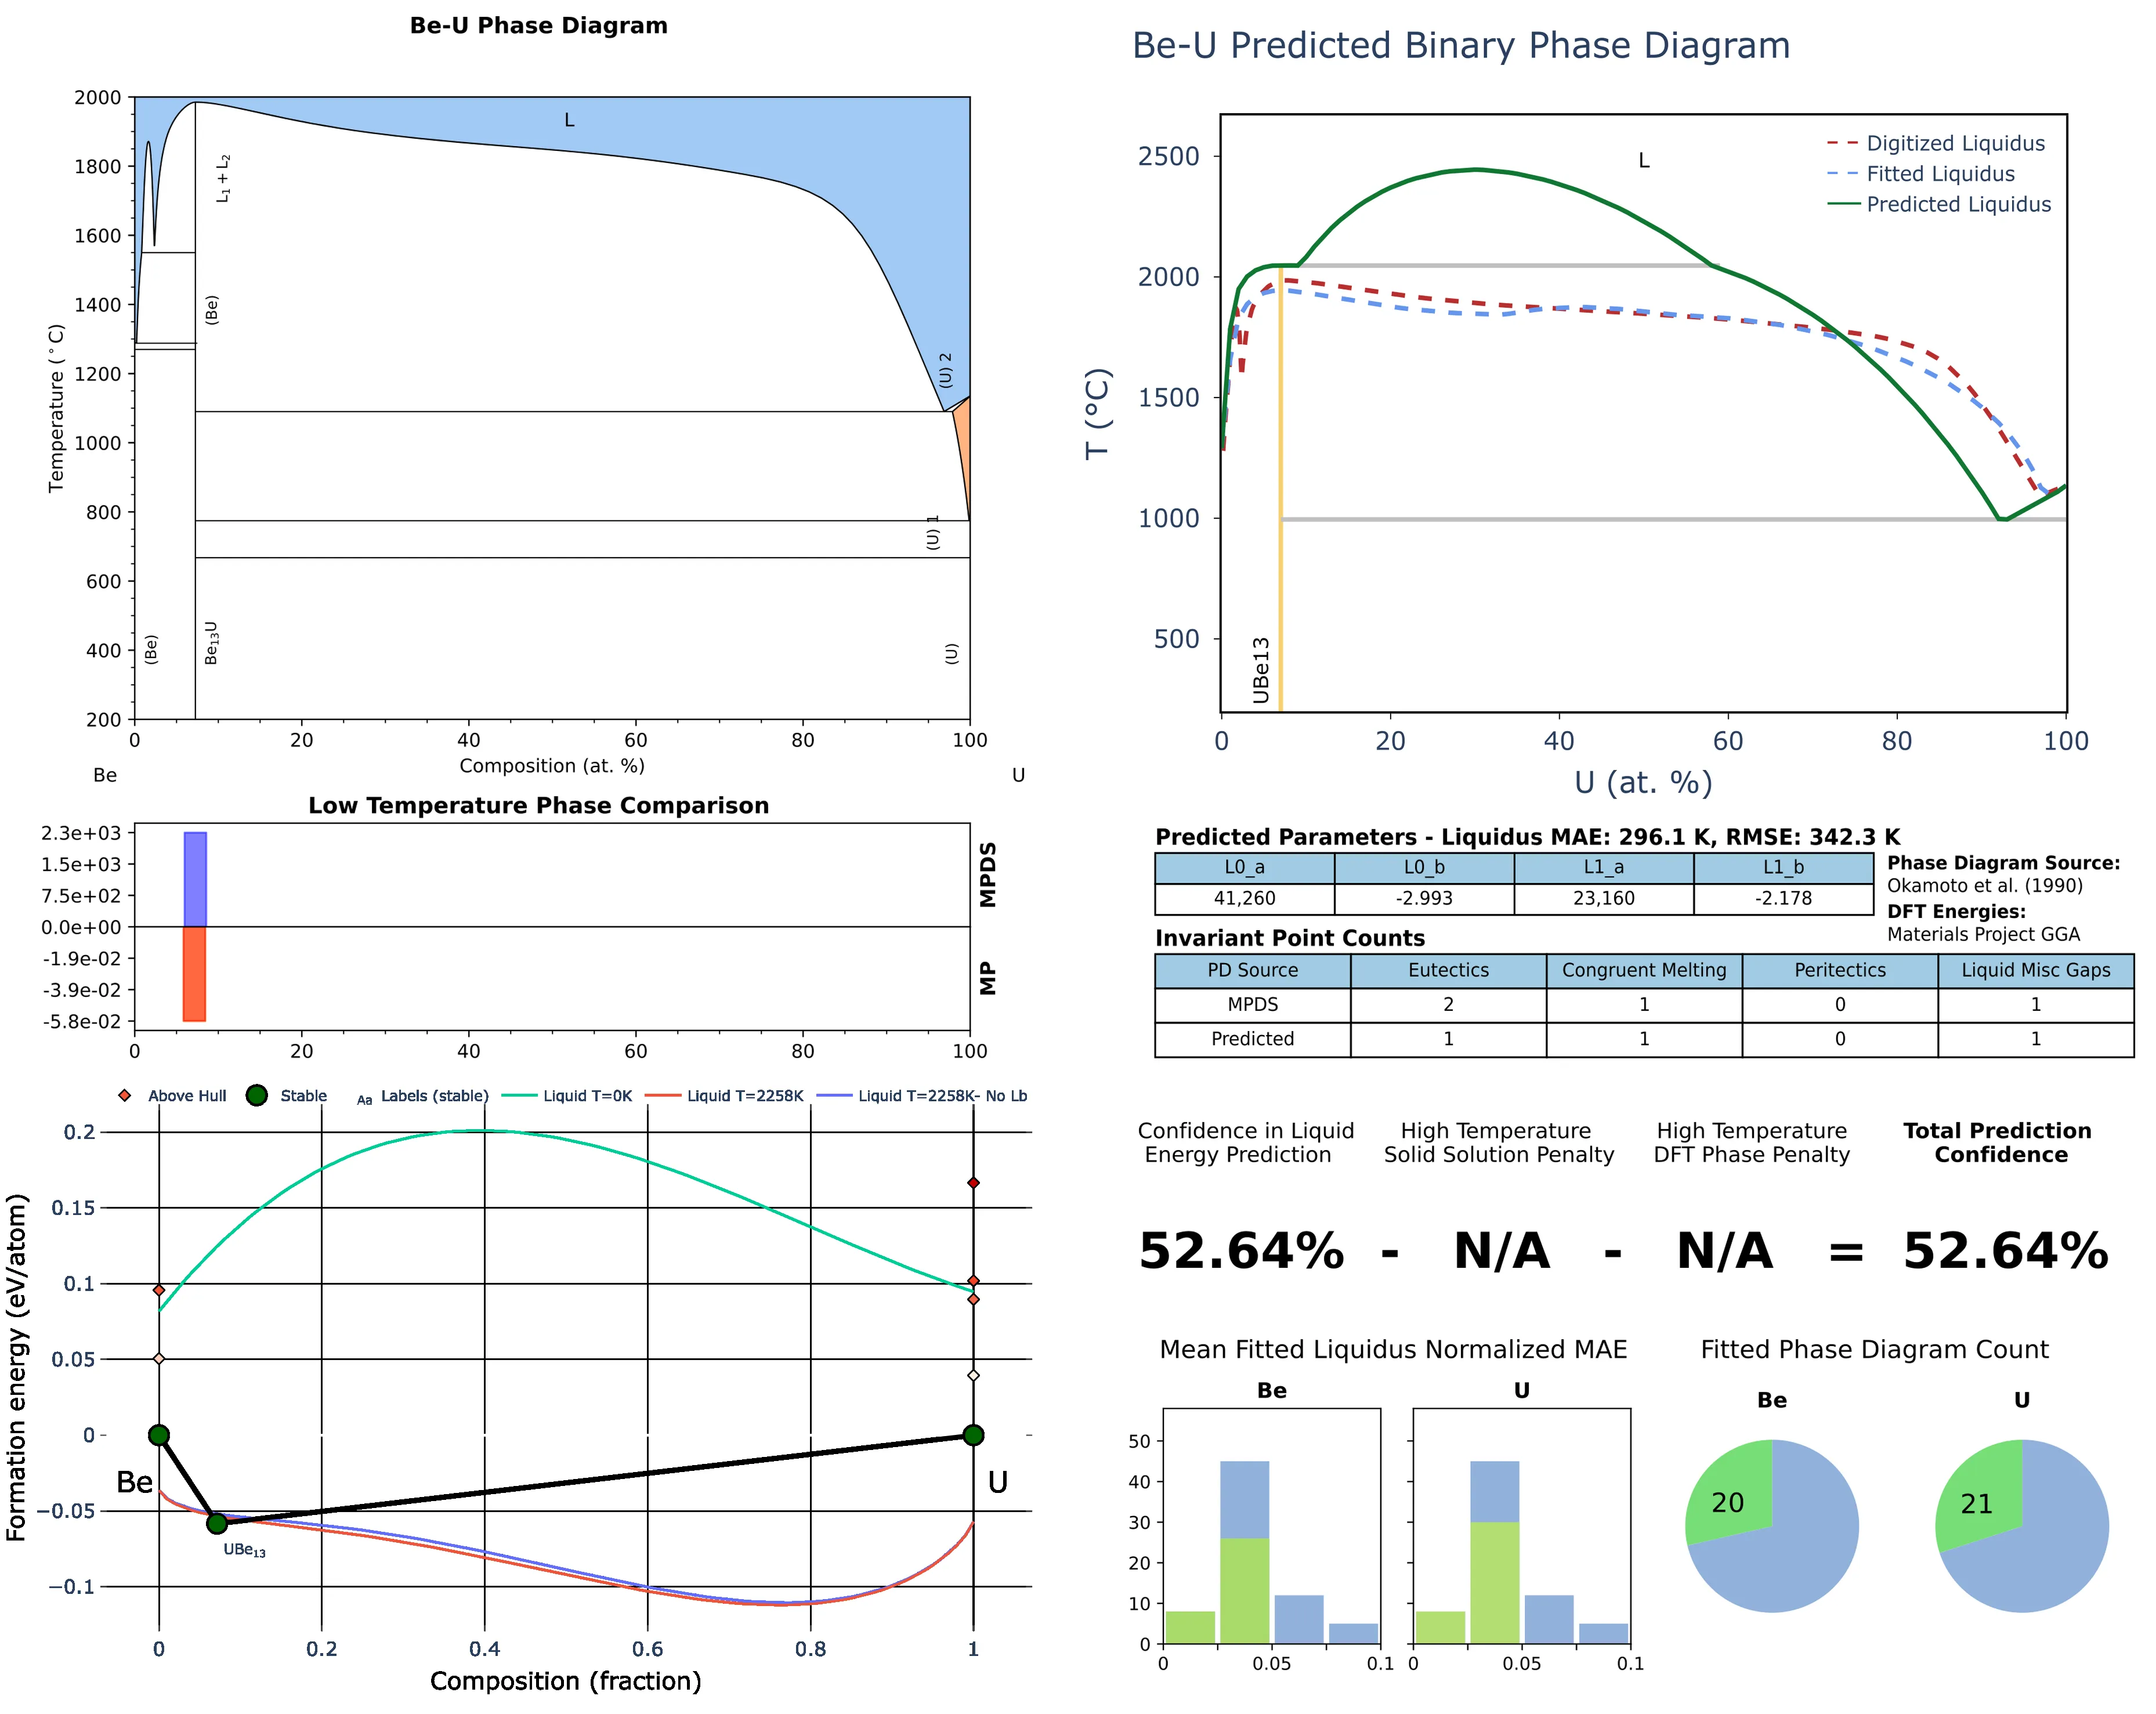 Be-U Phase Diagram
2000
1800
1600
1400
1200
1000
800
600
400
200
Temperature (°C)
L
L1 + L2
(Be)
(U) 2
(U) 1
(Be)
Be13U
(U)
0 20 40 60 80 100
Composition (at. %)
Be U
Low Temperature Phase Comparison
2.3e+03
1.5e+03
7.5e+02
0.0e+00
-1.9e-02
-3.9e-02
-5.8e-02
MPDS
MP
0 20 40 60 80 100
Above Hull Stable Aa Labels (stable) Liquid T=0K Liquid T=2258K Liquid T=2258K- No Lb
0.2
0.15
0.1
0.05
0
−0.05
−0.1
Formation energy (eV/atom)
Be
U
UBe13
0 0.2 0.4 0.6 0.8 1
Composition (fraction)
Be-U Predicted Binary Phase Diagram
2500
2000
1500
1000
500
T (°C)
L
Digitized Liquidus
Fitted Liquidus
Predicted Liquidus
UBe13
0 20 40 60 80 100
U (at. %)
Predicted Parameters - Liquidus MAE: 296.1 K, RMSE: 342.3 K
L0_a L0_b L1_a L1_b
41,260 -2.993 23,160 -2.178
Phase Diagram Source:
Okamoto et al. (1990)
DFT Energies:
Materials Project GGA
Invariant Point Counts
PD Source Eutectics Congruent Melting Peritectics Liquid Misc Gaps
MPDS 2 1 0 1
Predicted 1 1 0 1
Confidence in Liquid
Energy Prediction
High Temperature
Solid Solution Penalty
High Temperature
DFT Phase Penalty
Total Prediction
Confidence
52.64% - N/A - N/A = 52.64%
Mean Fitted Liquidus Normalized MAE
Be U
50
40
30
20
10
0
0 0.05 0.1
0 0.05 0.1
Fitted Phase Diagram Count
Be U
20 21